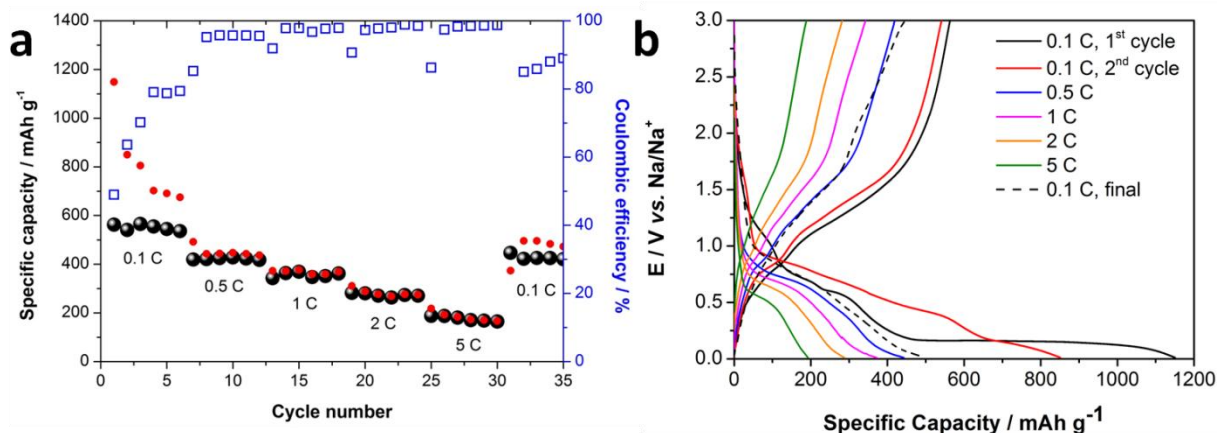 a
1400
1200
1000
800
600
400
200
0
Specific capacity / mAh g⁻¹
0.1 C
0.5 C
1 C
2 C
5 C
0.1 C
0 5 10 15 20 25 30 35
Cycle number
100
80
60
40
20
0
Coulombic efficiency / %
b
3.0
2.5
2.0
1.5
1.0
0.5
0.0
E / V vs. Na/Na⁺
0.1 C, 1ˢᵗ cycle
0.1 C, 2ⁿᵈ cycle
0.5 C
1 C
2 C
5 C
0.1 C, final
0 200 400 600 800 1000 1200
Specific Capacity / mAh g⁻¹